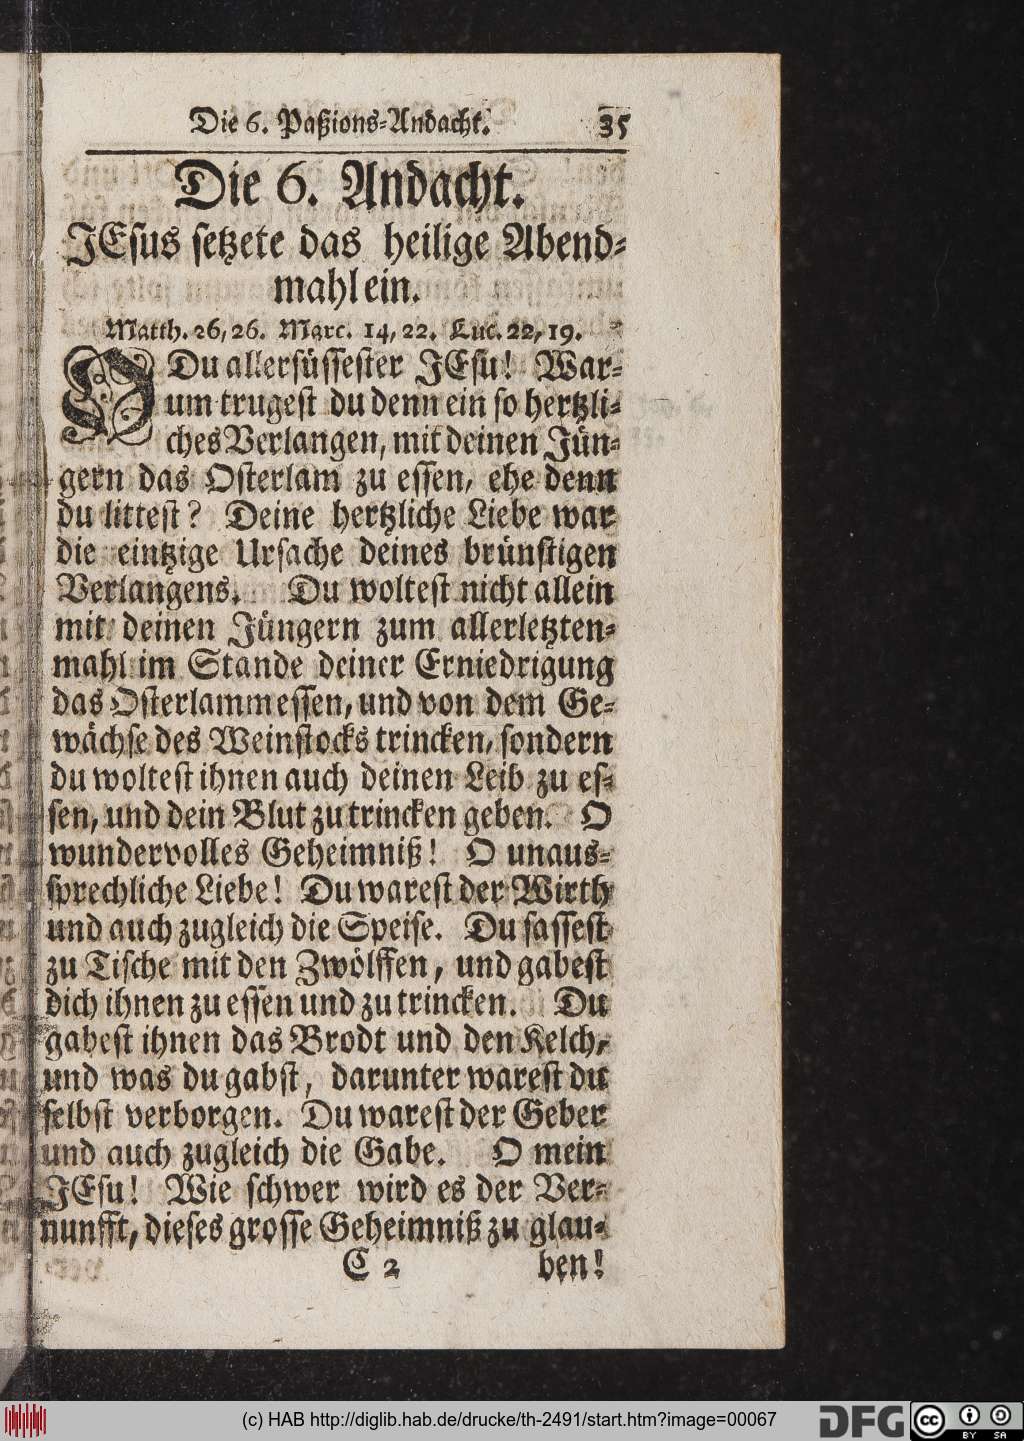 Die 6. Paßions-Andacht. 35
Die 6. Andacht.
JEsus setzete das heilige Abend-
mahl ein.
Matth. 26, 26. Marc. 14, 22. Luc. 22, 19.
O Du allersüssester JEsu! War-
um trugest du denn ein so hertzli-
ches Verlangen, mit deinen Jün-
gern das Osterlam zu essen, ehe denn
du littest? Deine hertzliche Liebe war
die eintzige Ursache deines brünstigen
Verlangens. Du woltest nicht allein
mit deinen Jüngern zum allerletzten-
mahl im Stande deiner Erniedrigung
das Osterlamm essen, und von dem Ge-
wächse des Weinstocks trincken, sondern
du woltest ihnen auch deinen Leib zu es-
sen, und dein Blut zu trincken geben. O
wundervolles Geheimniß! O unaus-
sprechliche Liebe! Du warest der Wirth
und auch zugleich die Speise. Du sassest
zu Tische mit den Zwölffen, und gabest
dich ihnen zu essen und zu trincken. Du
gabest ihnen das Brodt und den Kelch,
und was du gabst, darunter warest du
selbst verborgen. Du warest der Geber
und auch zugleich die Gabe. O mein
JEsu! Wie schwer wird es der Ver-
nunfft, dieses grosse Geheimniß zu glau-
C 2 ben!
(c) HAB http://diglib.hab.de/drucke/th-2491/start.htm?image=00067 DFG cc BY SA